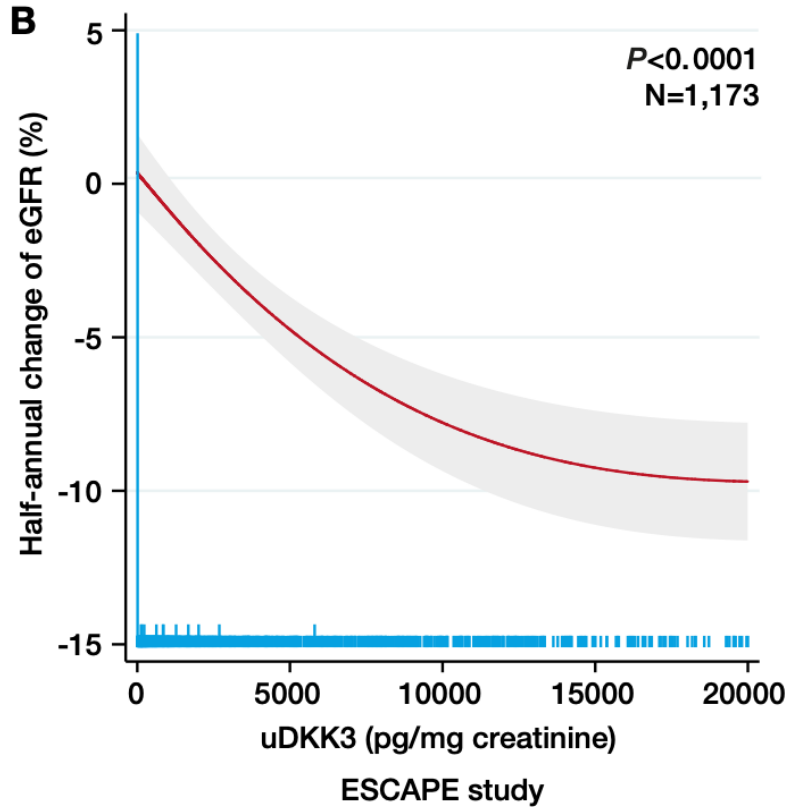 B
P<0.0001
N=1,173
Half-annual change of eGFR (%)
5
0
-5
-10
-15
0 5000 10000 15000 20000
uDKK3 (pg/mg creatinine)
ESCAPE study